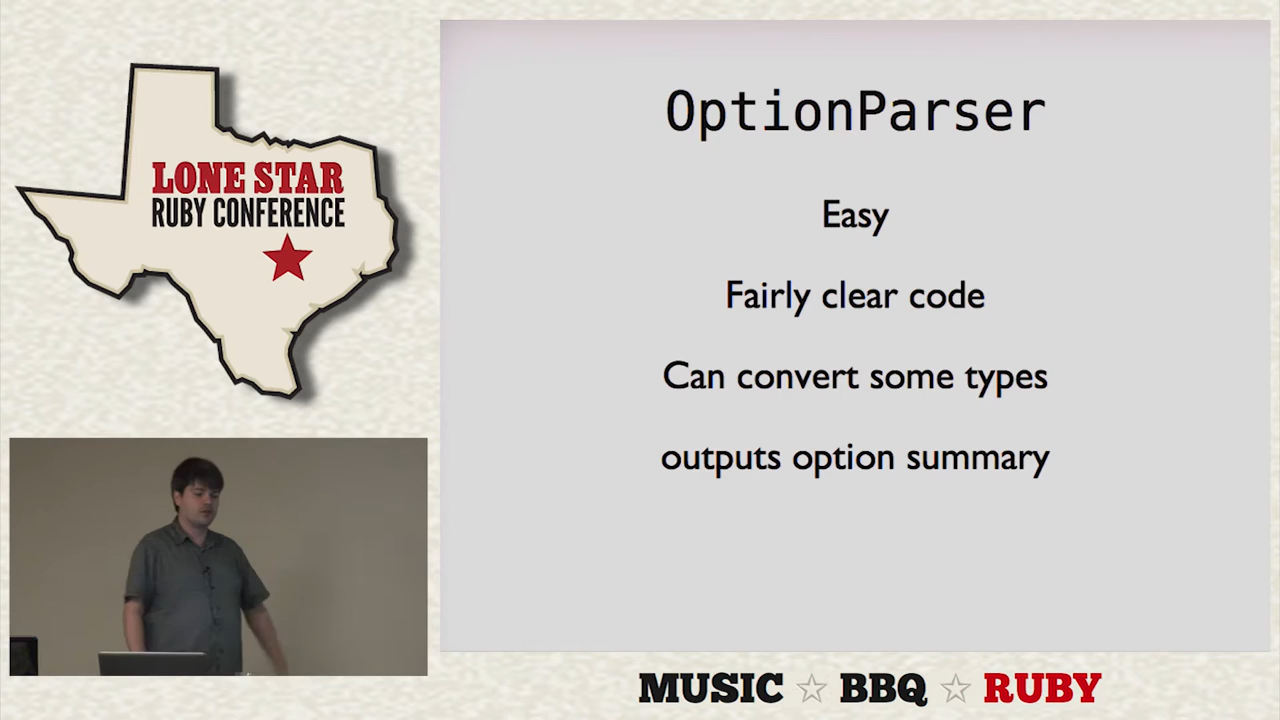 LONE STAR
RUBY CONFERENCE
OptionParser
Easy
Fairly clear code
Can convert some types
outputs option summary
MUSIC ☆ BBQ ☆ RUBY